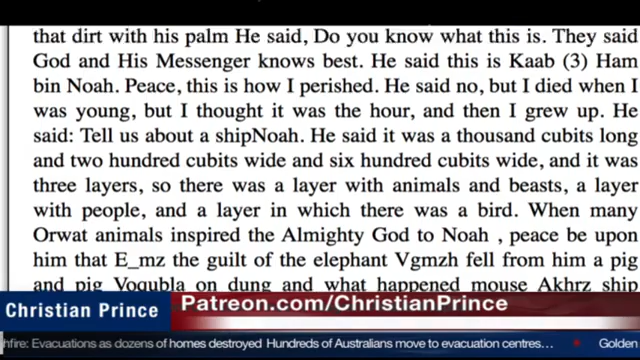 that dirt with his palm He said, Do you know what this is. They said
God and His Messenger knows best. He said this is Kaab (3) Ham
bin Noah. Peace, this is how I perished. He said no, but I died when I
was young, but I thought it was the hour, and then I grew up. He
said: Tell us about a shipNoah. He said it was a thousand cubits long
and two hundred cubits wide and six hundred cubits wide, and it was
three layers, so there was a layer with animals and beasts, a layer
with people, and a layer in which there was a bird. When many
Orwat animals inspired the Almighty God to Noah , peace be upon
him that E_mz the guilt of the elephant Vgmzh fell from him a pig
and pig Voqubla on dung and what happened mouse Akhrz ship
Christian Prince
Patreon.com/ChristianPrince
hfire: Evacuations as dozens of homes destroyed Hundreds of Australians move to evacuation centres... Golden